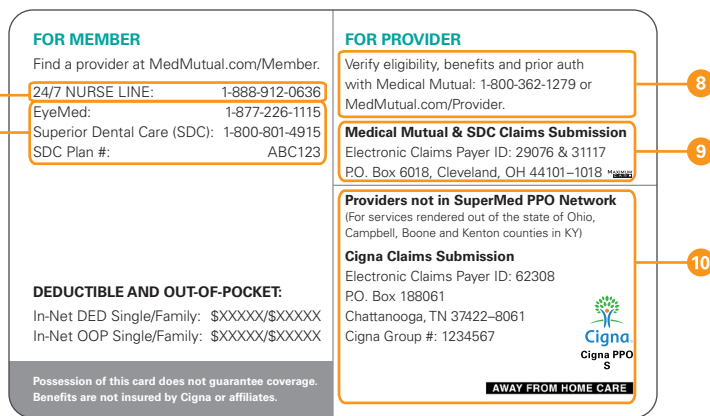 FOR MEMBER
Find a provider at MedMutual.com/Member.
24/7 NURSE LINE: 1-888-912-0636
EyeMed: 1-877-226-1115
Superior Dental Care (SDC): 1-800-801-4915
SDC Plan #: ABC123
DEDUCTIBLE AND OUT-OF-POCKET:
In-Net DED Single/Family: $XXXXX/$XXXXX
In-Net OOP Single/Family: $XXXXX/$XXXXX
Possession of this card does not guarantee coverage.
Benefits are not insured by Cigna or affiliates.
FOR PROVIDER
Verify eligibility, benefits and prior auth
with Medical Mutual: 1-800-362-1279 or
MedMutual.com/Provider.
8
Medical Mutual & SDC Claims Submission
Electronic Claims Payer ID: 29076 & 31117
P.O. Box 6018, Cleveland, OH 44101–1018
9
Providers not in SuperMed PPO Network
(For services rendered out of the state of Ohio,
Campbell, Boone and Kenton counties in KY)
Cigna Claims Submission
Electronic Claims Payer ID: 62308
P.O. Box 188061
Chattanooga, TN 37422–8061
Cigna Group #: 1234567
10
Cigna
Cigna PPO
S
AWAY FROM HOME CARE